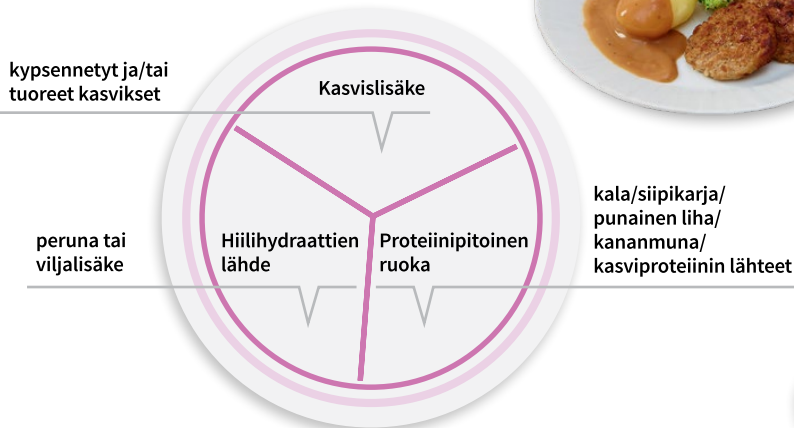 kypsennetyt ja/tai
tuoreet kasvikset
Kasvislisäke
kala/siipikarja/
punainen liha/
kananmuna/
kasviproteiinin lähteet
peruna tai
viljalisäke
Hiilihydraattien
lähde
Proteiinipitoinen
ruoka